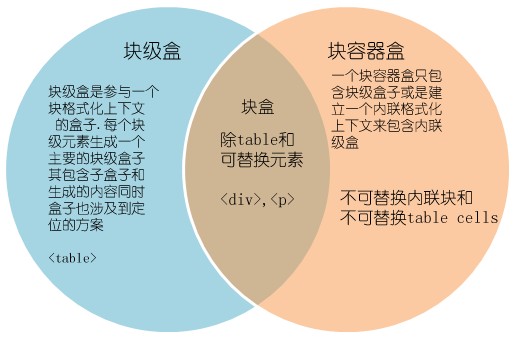 块级盒
块级盒是参与一个
块格式化上下文
的盒子.每个块
级元素生成一个
主要的块级盒子
其包含子盒子和
生成的内容同时
盒子也涉及到定
位的方案
<table>
块盒
除table和
可替换元素
<div>,<p>
块容器盒
一个块容器盒只包
含块级盒子或是建
立一个内联格式化
上下文来包含内联
级盒
不可替换内联块和
不可替换table cells